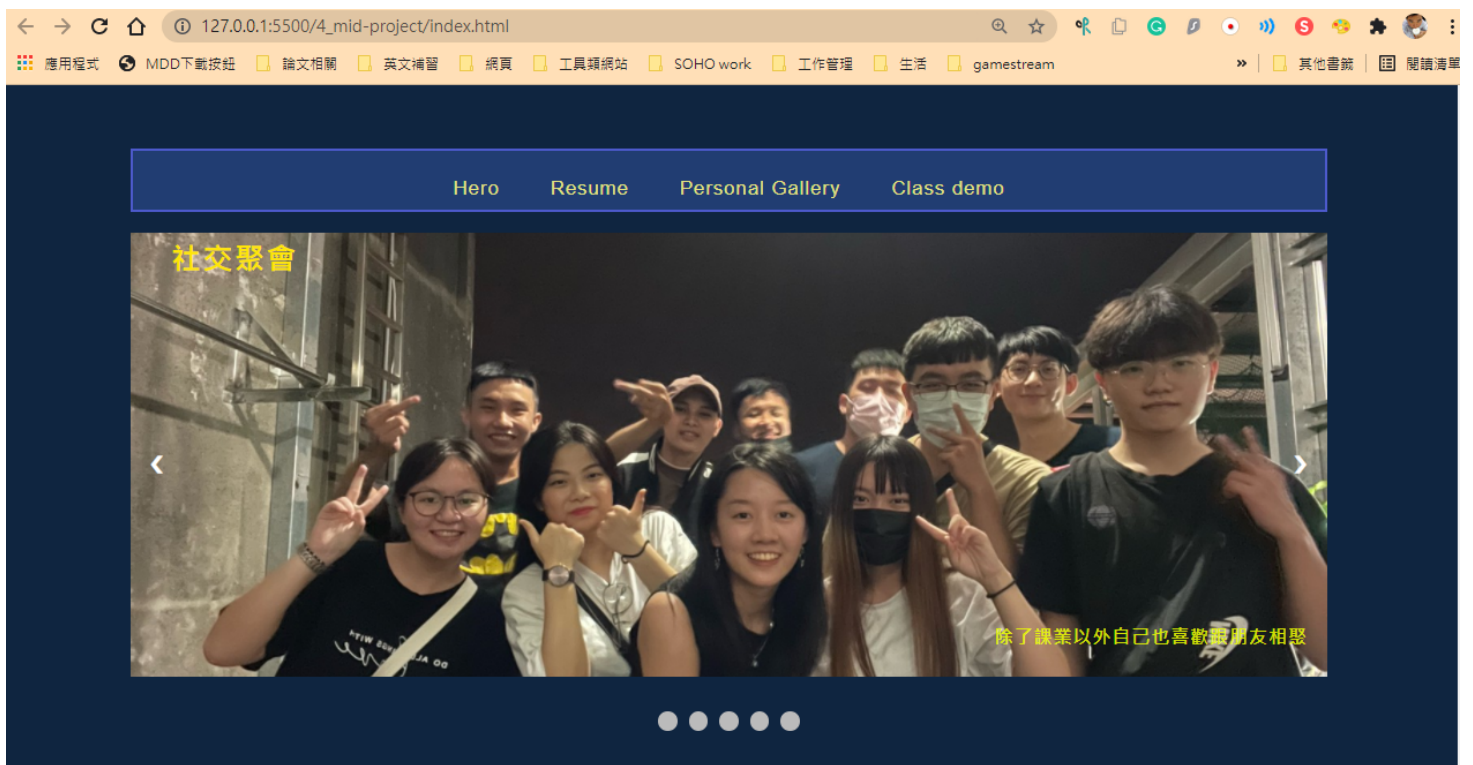 127.0.0.1:5500/4_mid-project/index.html
應用程式 MDD下載按鈕 論文相關 英文補習 網頁 工具類網站 SOHO work 工作管理 生活 gamestream » 其他書籤 閱讀清單
Hero Resume Personal Gallery Class demo
社交聚會
除了課業以外自己也喜歡跟朋友相聚